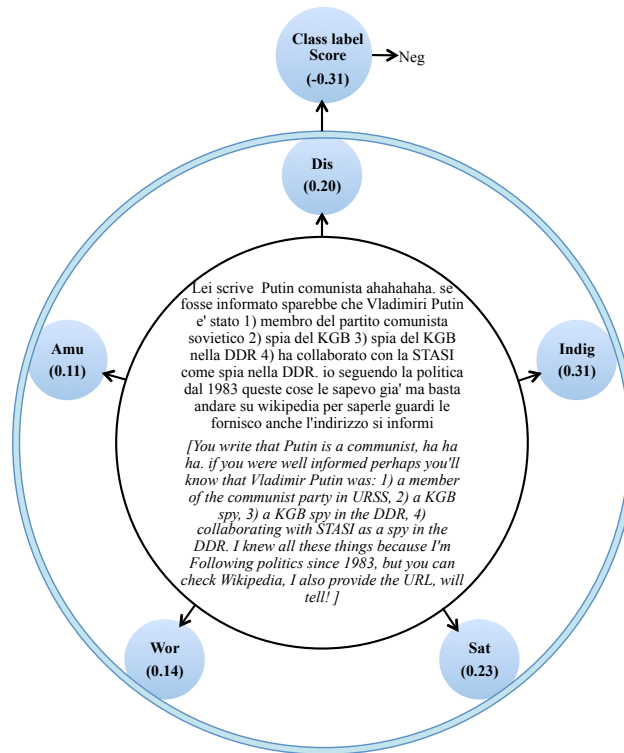 Class label
Score
(-0.31)
Neg
Dis
(0.20)
Lei scrive Putin comunista ahahahaha. se
fosse informato sparebbe che Vladimiri Putin
e' stato 1) membro del partito comunista
sovietico 2) spia del KGB 3) spia del KGB
nella DDR 4) ha collaborato con la STASI
come spia nella DDR. io seguendo la politica
dal 1983 queste cose le sapevo gia' ma basta
andare su wikipedia per saperle guardi le
fornisco anche l'indirizzo si informi
[You write that Putin is a communist, ha ha
ha. if you were well informed perhaps you'll
know that Vladimir Putin was: 1) a member
of the communist party in URSS, 2) a KGB
spy, 3) a KGB spy in the DDR, 4)
collaborating with STASI as a spy in the
DDR. I knew all these things because I'm
Following politics since 1983, but you can
check Wikipedia, I also provide the URL, will
tell! ]
Amu
(0.11)
Indig
(0.31)
Wor
(0.14)
Sat
(0.23)